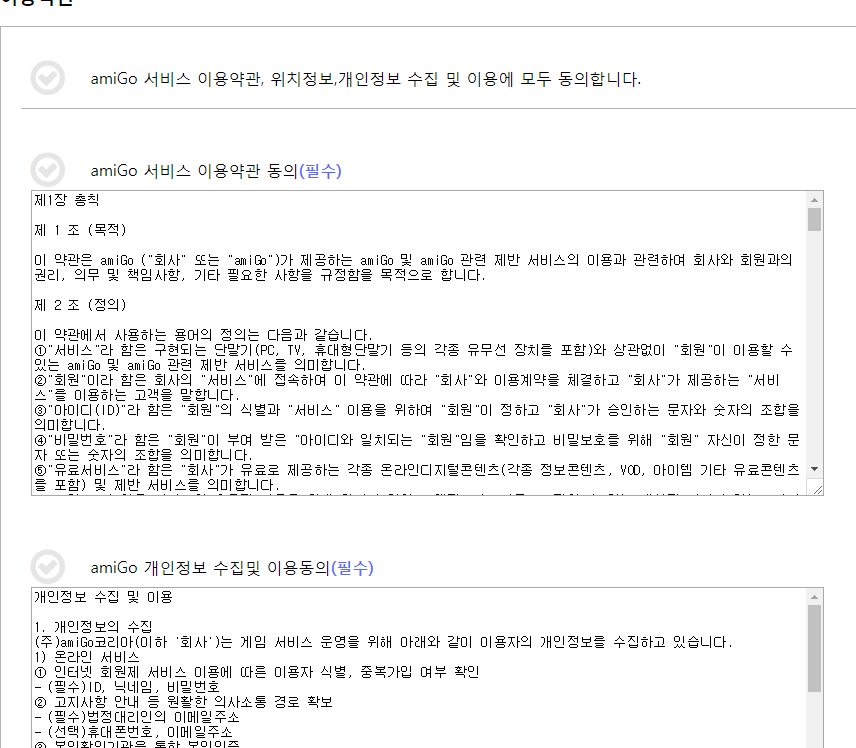 amiGo 서비스 이용약관, 위치정보,개인정보 수집 및 이용에 모두 동의합니다.
amiGo 서비스 이용약관 동의(필수)
제1장 총칙
제 1 조 (목적)
이 약관은 amiGo ("회사" 또는 "amiGo")가 제공하는 amiGo 및 amiGo 관련 제반 서비스의 이용과 관련하여 회사와 회원과의
권리, 의무 및 책임사항, 기타 필요한 사항을 규정함을 목적으로 합니다.
제 2 조 (정의)
이 약관에서 사용하는 용어의 정의는 다음과 같습니다.
①"서비스"라 함은 구현되는 단말기(PC, TV, 휴대형단말기 등의 각종 유무선 장치를 포함)와 상관없이 "회원"이 이용할 수
있는 amiGo 및 amiGo 관련 제반 서비스를 의미합니다.
②"회원"이라 함은 회사의 "서비스"에 접속하여 이 약관에 따라 "회사"와 이용계약을 체결하고 "회사"가 제공하는 "서비
스"를 이용하는 고객을 말합니다.
③"아이디(ID)"라 함은 "회원"의 식별과 "서비스" 이용을 위하여 "회원"이 정하고 "회사"가 승인하는 문자와 숫자의 조합을
의미합니다.
④"비밀번호"라 함은 "회원"이 부여 받은 "아이디와 일치되는 "회원"임을 확인하고 비밀보호를 위해 "회원" 자신이 정한 문
자 또는 숫자의 조합을 의미합니다.
⑤"유료서비스"라 함은 "회사"가 유료로 제공하는 각종 온라인디지털콘텐츠(각종 정보콘텐츠, VOD, 아이템 기타 유료콘텐츠
를 포함) 및 제반 서비스를 의미합니다.
amiGo 개인정보 수집및 이용동의(필수)
개인정보 수집 및 이용
1. 개인정보의 수집
(주)amiGo코리아(이하 '회사')는 게임 서비스 운영을 위해 아래와 같이 이용자의 개인정보를 수집하고 있습니다.
1) 온라인 서비스
① 인터넷 회원제 서비스 이용에 따른 이용자 식별, 중복가입 여부 확인
- (필수)ID, 닉네임, 비밀번호
② 고지사항 안내 등 원활한 의사소통 경로 확보
- (필수)법정대리인의 이메일주소
- (선택)휴대폰번호, 이메일주소
③ 본인확인기관을 통한 본인인증